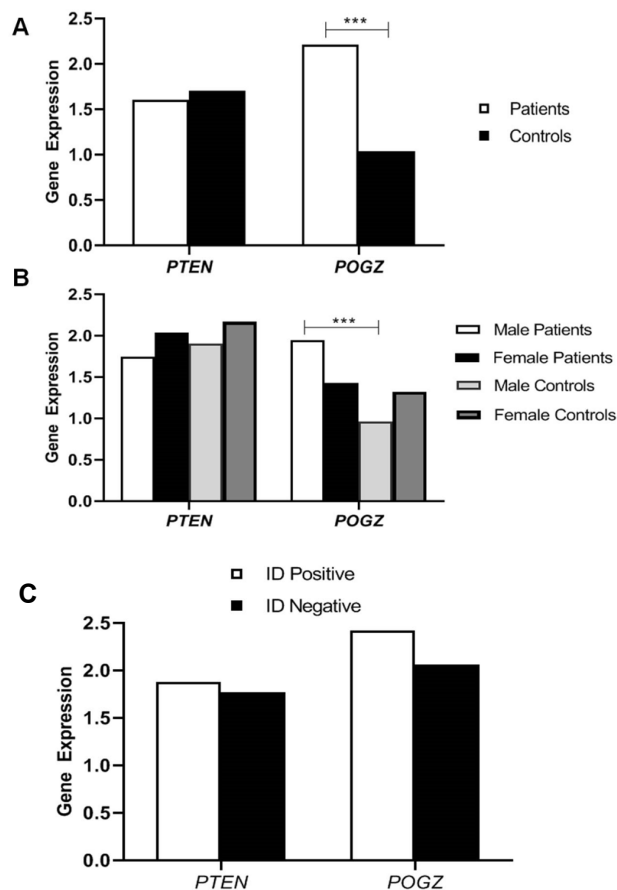 A
Gene Expression
2.5
2.0
1.5
1.0
0.5
0.0
***
PTEN
POGZ
Patients
Controls
B
Gene Expression
2.5
2.0
1.5
1.0
0.5
0.0
***
PTEN
POGZ
Male Patients
Female Patients
Male Controls
Female Controls
C
ID Positive
ID Negative
Gene Expression
2.5
2.0
1.5
1.0
0.5
0.0
PTEN
POGZ